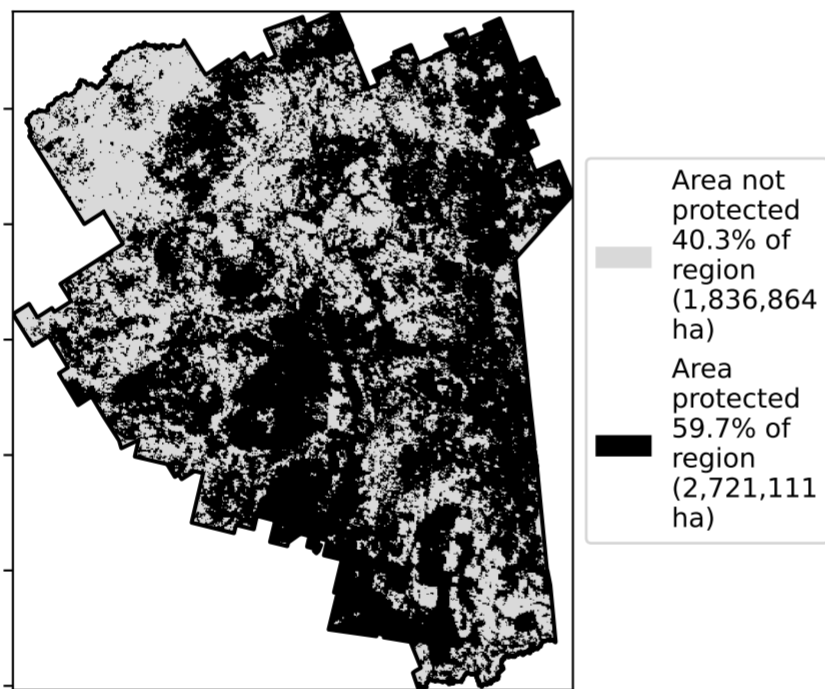 Area not
protected
40.3% of
region
(1,836,864
ha)
Area
protected
59.7% of
region
(2,721,111
ha)